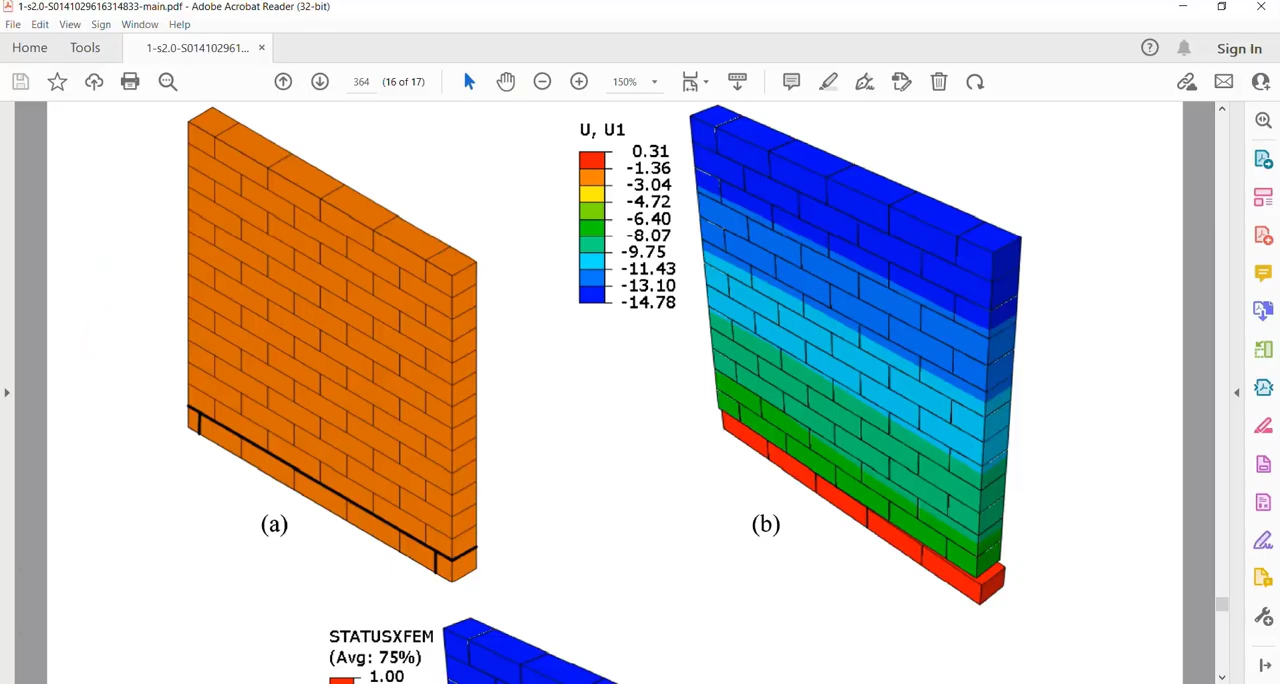 1-s2.0-S0141029616314833-main.pdf - Adobe Acrobat Reader (32-bit)
File Edit View Sign Window Help
Home Tools 1-s2.0-S014102961... × Sign In
364 (16 of 17) 150%
U, U1
0.31
-1.36
-3.04
-4.72
-6.40
-8.07
-9.75
-11.43
-13.10
-14.78
(a)
(b)
STATUSXFEM
(Avg: 75%)
1.00